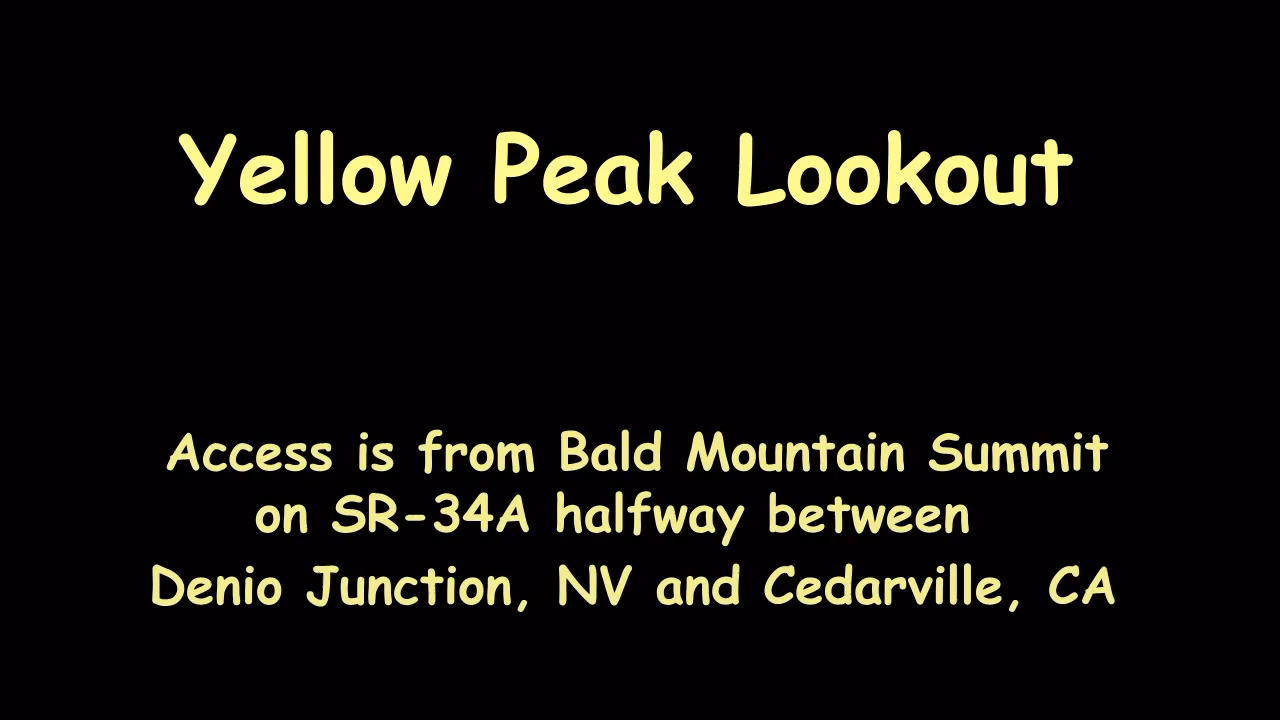 Yellow Peak Lookout
Access is from Bald Mountain Summit
on SR-34A halfway between
Denio Junction, NV and Cedarville, CA